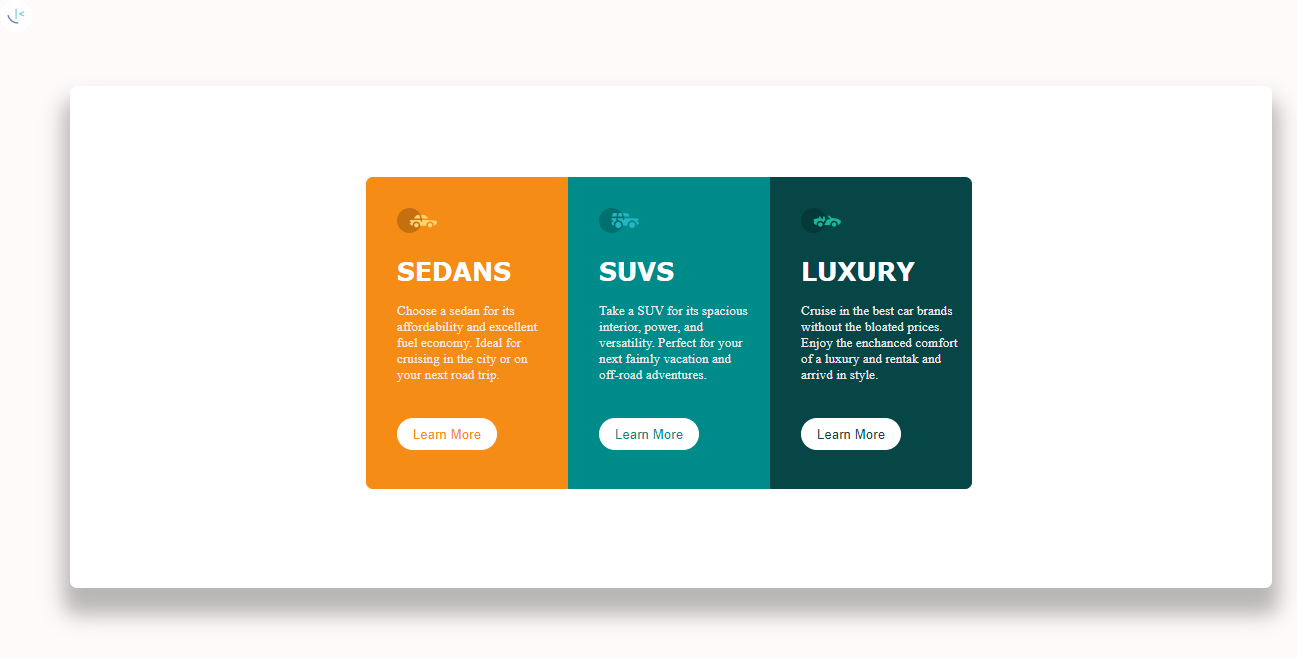 SEDANS
Choose a sedan for its
affordability and excellent
fuel economy. Ideal for
cruising in the city or on
your next road trip.
Learn More
SUVS
Take a SUV for its spacious
interior, power, and
versatility. Perfect for your
next faimly vacation and
off-road adventures.
Learn More
LUXURY
Cruise in the best car brands
without the bloated prices.
Enjoy the enchanced comfort
of a luxury and rentak and
arrivd in style.
Learn More